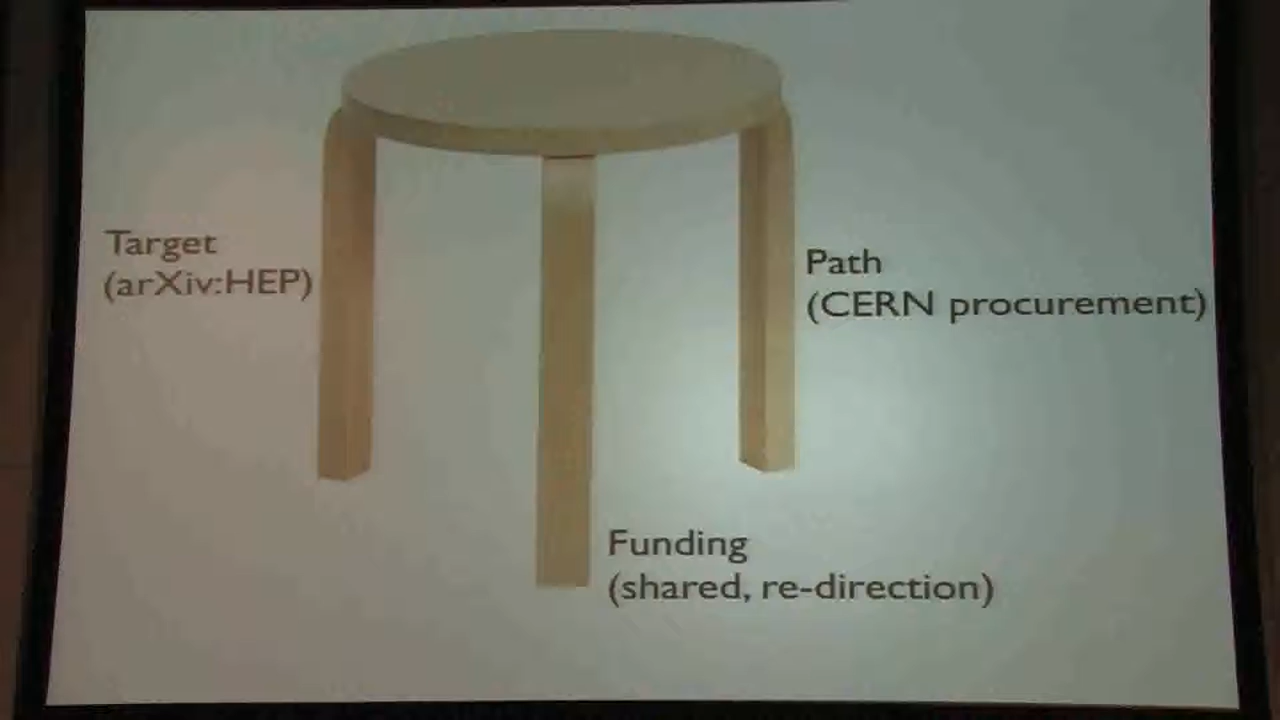 Target
(arXiv:HEP)
Path
(CERN procurement)
Funding
(shared, re-direction)